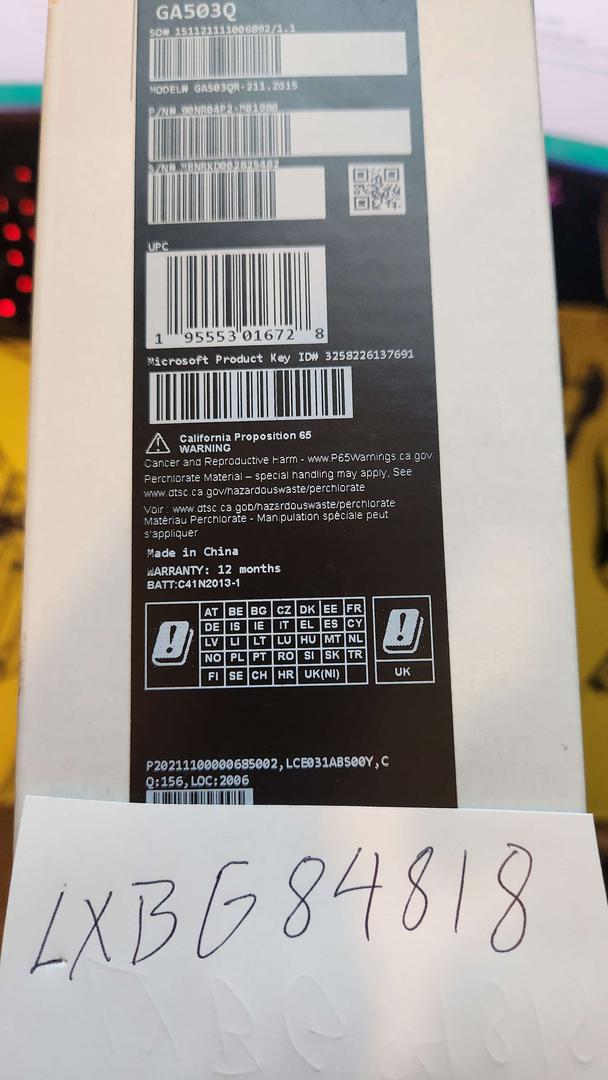 GA503Q
SO# 151121111006892/1.1
MODEL# GA503QR-211.ZG15
P/N# 90NR04P2-M01980
S/N# MBNRKD002825482
UPC
1 95553 01672 8
Microsoft Product Key ID# 3258226137691
California Proposition 65
WARNING
Cancer and Reproductive Harm - www.P65Warnings.ca.gov
Perchlorate Material – special handling may apply, See
www.dtsc.ca.gov/hazardouswaste/perchlorate
Voir : www.dtsc.ca.gob/hazardouswaste/perchlorate
Matériau Perchlorate - Manipulation spéciale peut
s'appliquer
Made in China
WARRANTY: 12 months
BATT:C41N2013-1
AT BE BG CZ DK EE FR
DE IS IE IT EL ES CY
LV LI LT LU HU MT NL
NO PL PT RO SI SK TR
FI SE CH HR UK(NI)
UK
P20211100000685002,LCE031ABS00Y,C
Q:156,LOC:2006
LXBG84818